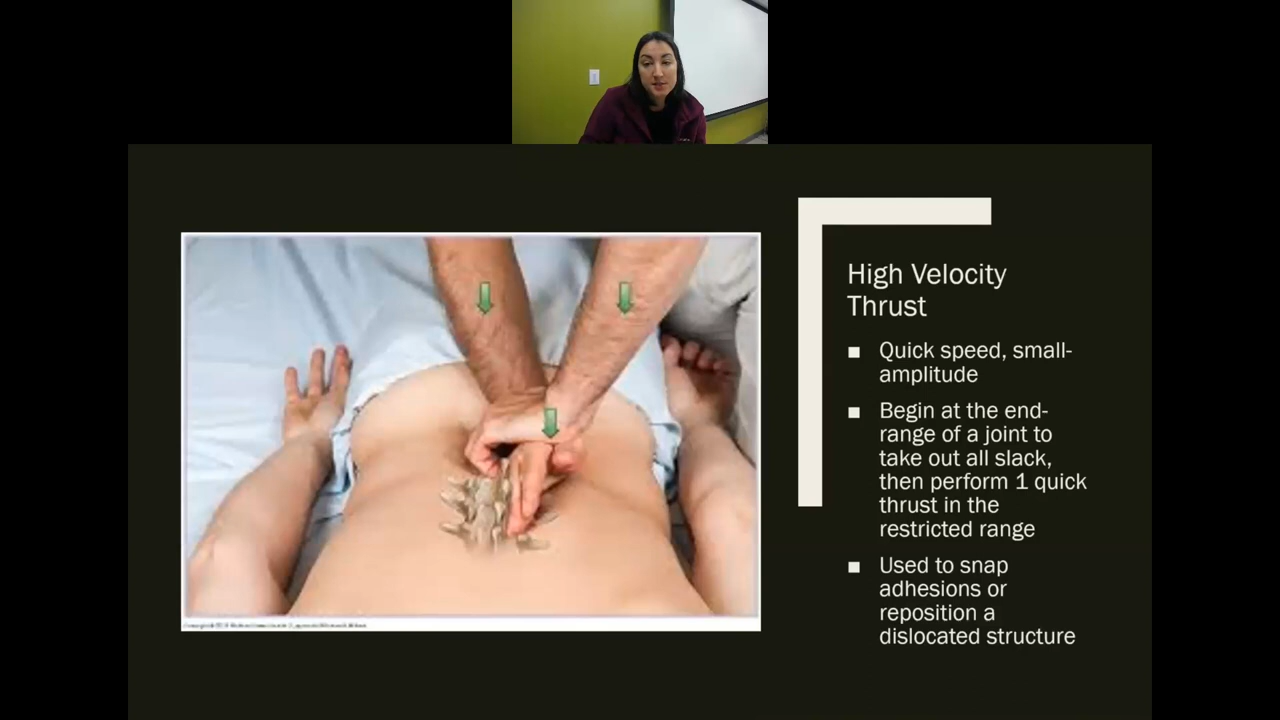 High Velocity
Thrust
■ Quick speed, small-
amplitude
■ Begin at the end-
range of a joint to
take out all slack,
then perform 1 quick
thrust in the
restricted range
■ Used to snap
adhesions or
reposition a
dislocated structure